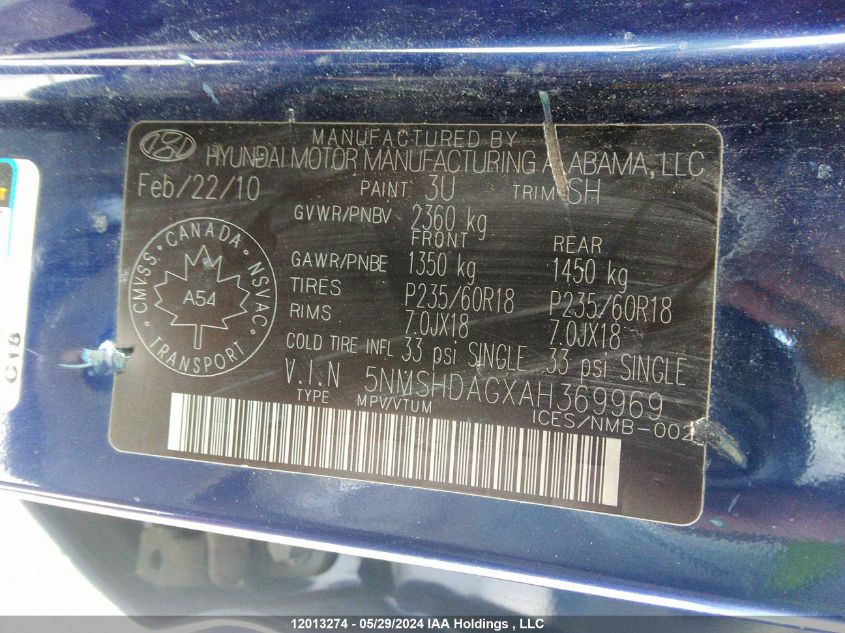 MANUFACTURED BY
HYUNDAI MOTOR MANUFACTURING ALABAMA, LLC
Feb/22/10 PAINT 3U TRIM SH
GVWR/PNBV 2360 kg
FRONT REAR
GAWR/PNBE 1350 kg 1450 kg
TIRES P235/60R18 P235/60R18
RIMS 7.0JX18 7.0JX18
COLD TIRE INFL 33 psi SINGLE 33 psi SINGLE
V.I.N 5NMSHDAGXAH369969
TYPE MPV/VTUM ICES/NMB-002
CANADA
CMVSS NSVAC
A54
TRANSPORT
C18
12013274 - 05/29/2024 IAA Holdings , LLC